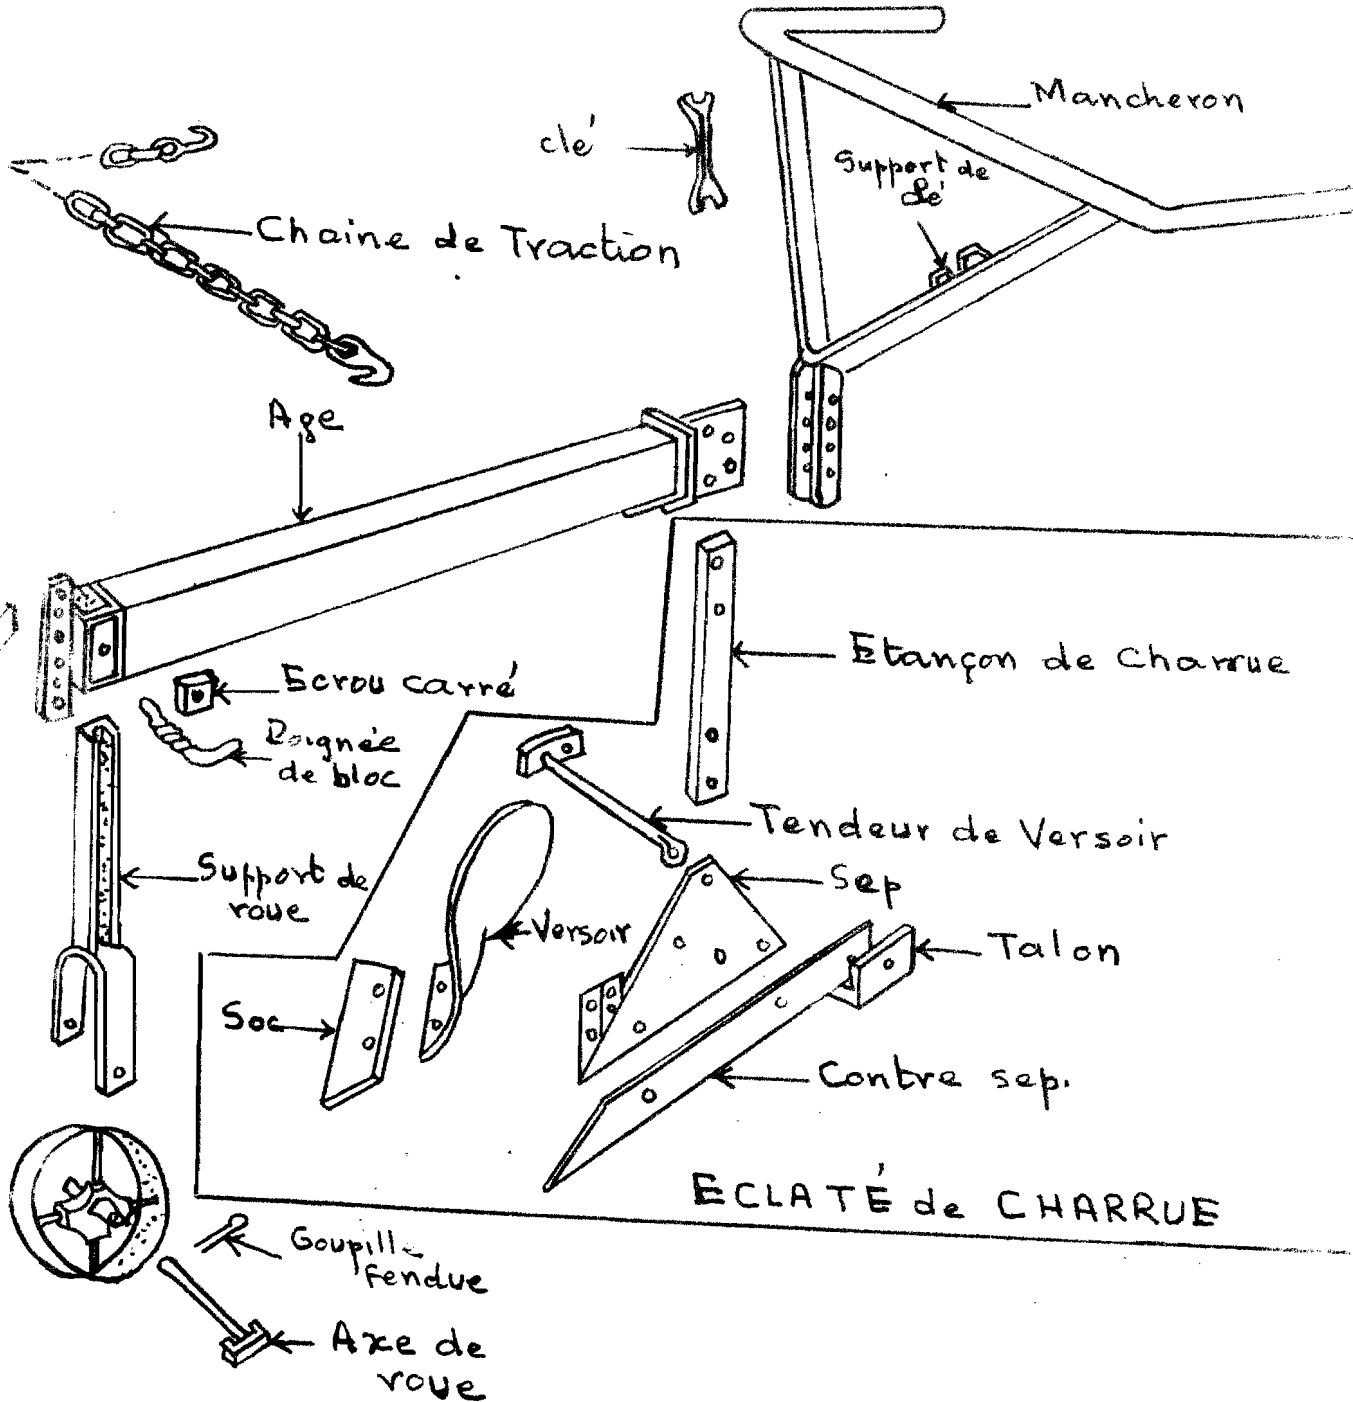 Mancheron
clé
Support de
clé
Chaine de Traction
Age
Etançon de Charrue
Ecrou carré
Poignée
de bloc
Tendeur de Versoir
Support de
roue
Sep
Versoir
Talon
Soc
Contre sep.
ECLATÉ de CHARRUE
Goupille
fendue
Axe de
roue